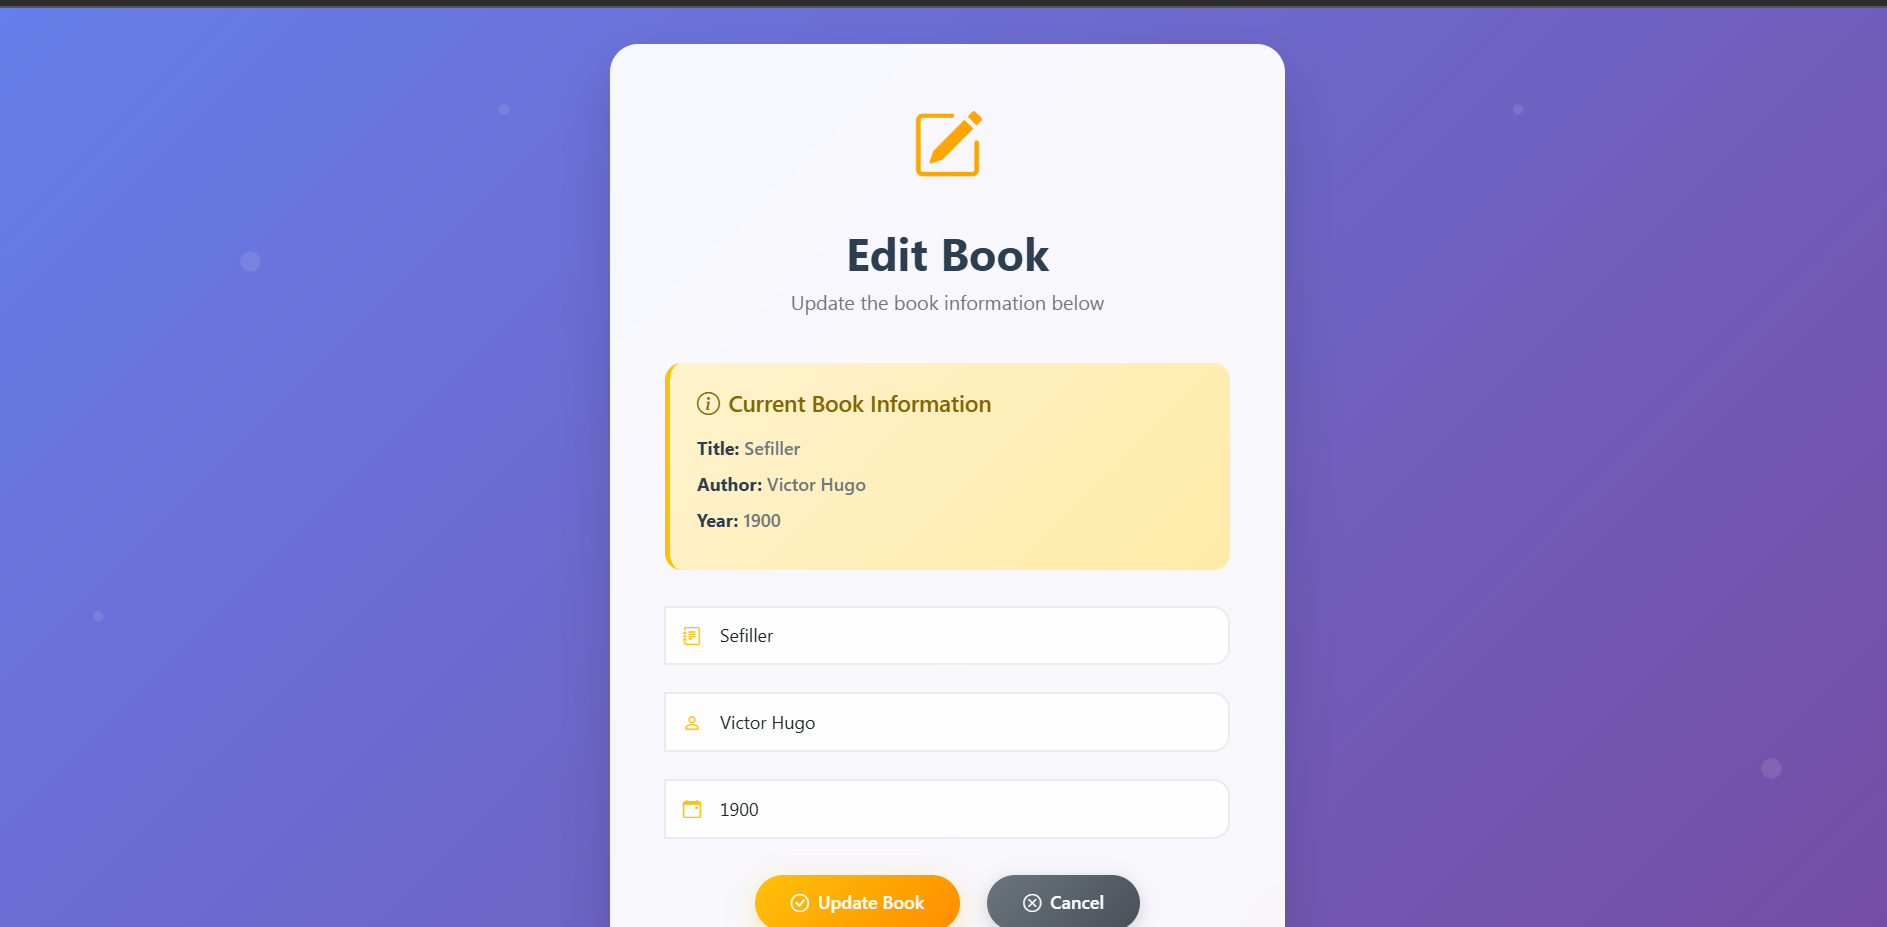 Edit Book
Update the book information below
Current Book Information
Title: Sefiller
Author: Victor Hugo
Year: 1900
Sefiller
Victor Hugo
1900
Update Book
Cancel